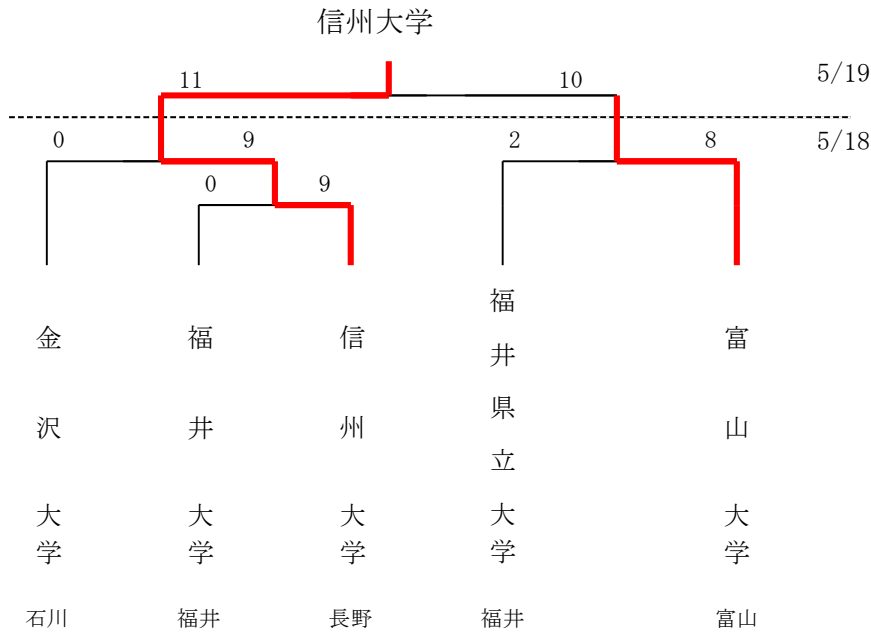 信州大学
11
10
5/19
0
9
2
8
5/18
0
9
金沢大学
福井大学
信州大学
福井県立大学
富山大学
石川
福井
長野
福井
富山